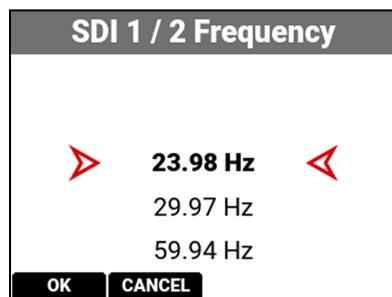 SDI 1 / 2 Frequency
23.98 Hz
29.97 Hz
59.94 Hz
OK CANCEL